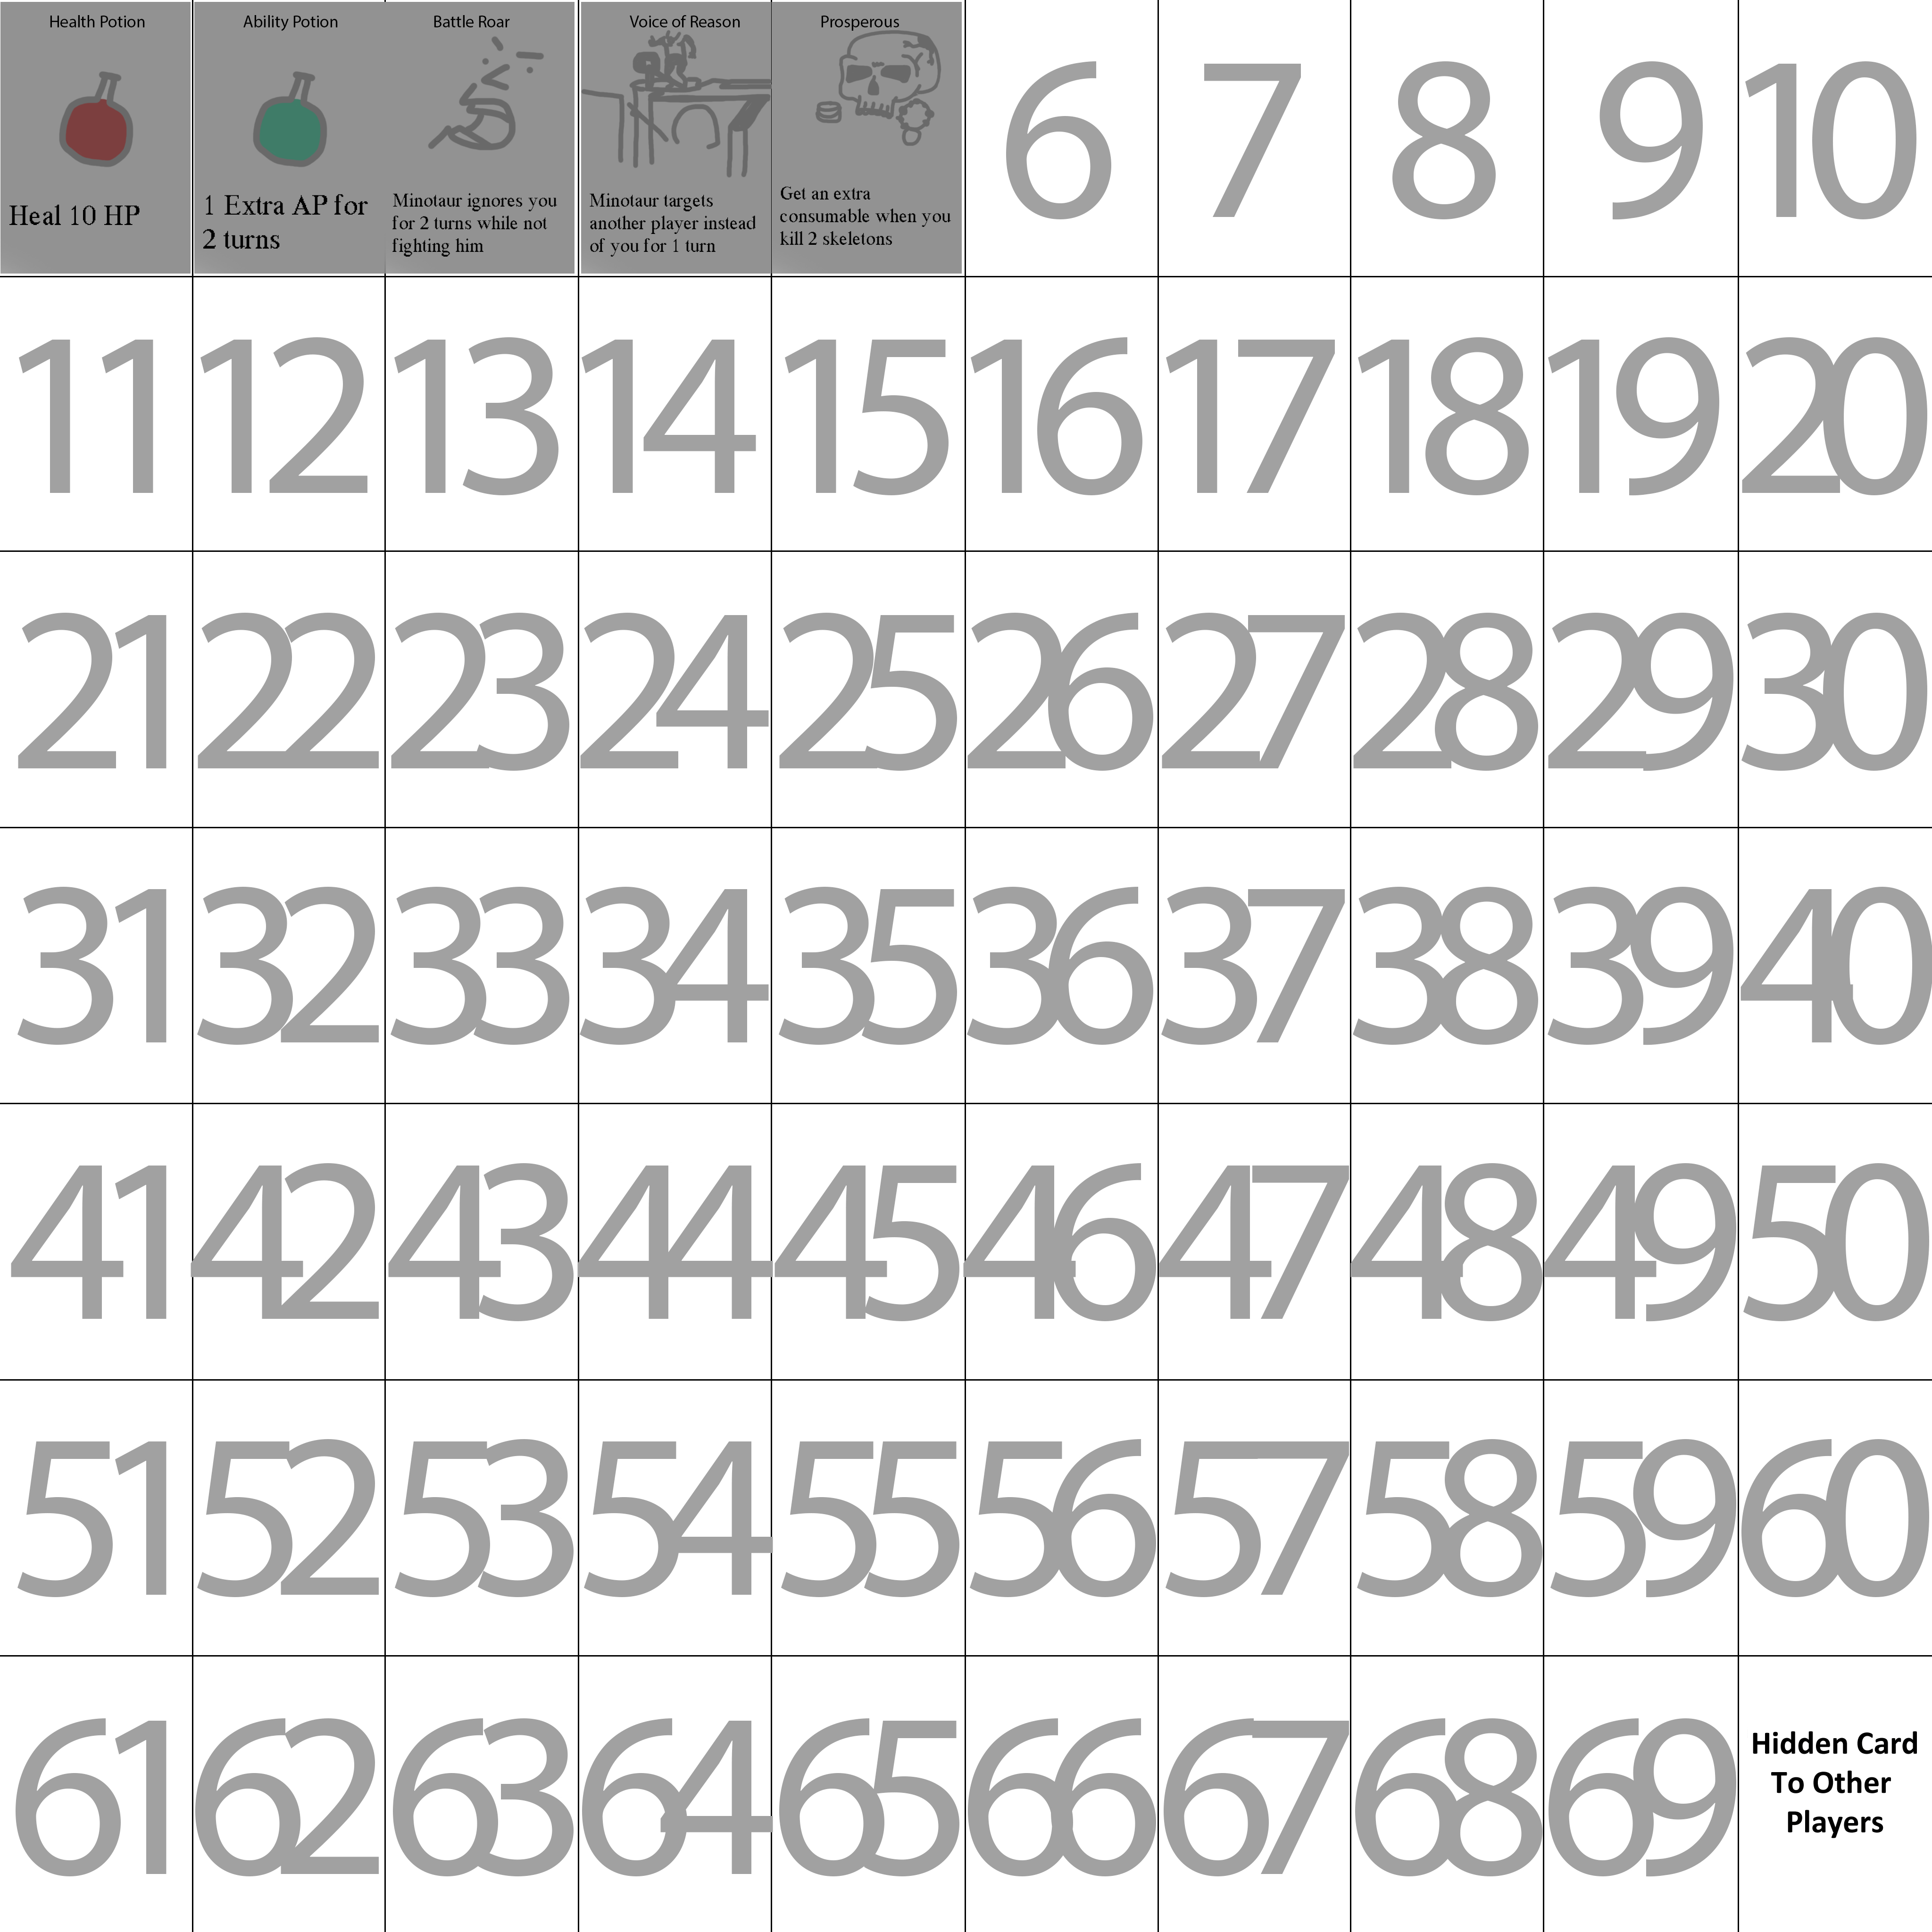 Health Potion
Heal 10 HP
Ability Potion
1 Extra AP for
2 turns
Battle Roar
Minotaur ignores you
for 2 turns while not
fighting him
Voice of Reason
Minotaur targets
another player instead
of you for 1 turn
Prosperous
Get an extra
consumable when you
kill 2 skeletons
6 7 8 9 10
11 12 13 14 15 16 17 18 19 20
21 22 23 24 25 26 27 28 29 30
31 32 33 34 35 36 37 38 39 40
41 42 43 44 45 46 47 48 49 50
51 52 53 54 55 56 57 58 59 60
61 62 63 64 65 66 67 68 69
Hidden Card
To Other
Players